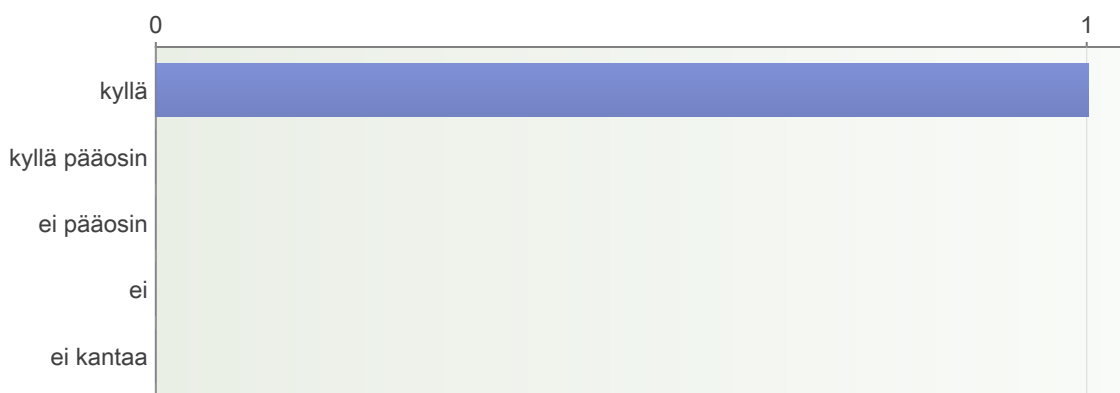 0 1
kyllä
kyllä pääosin
ei pääosin
ei
ei kantaa